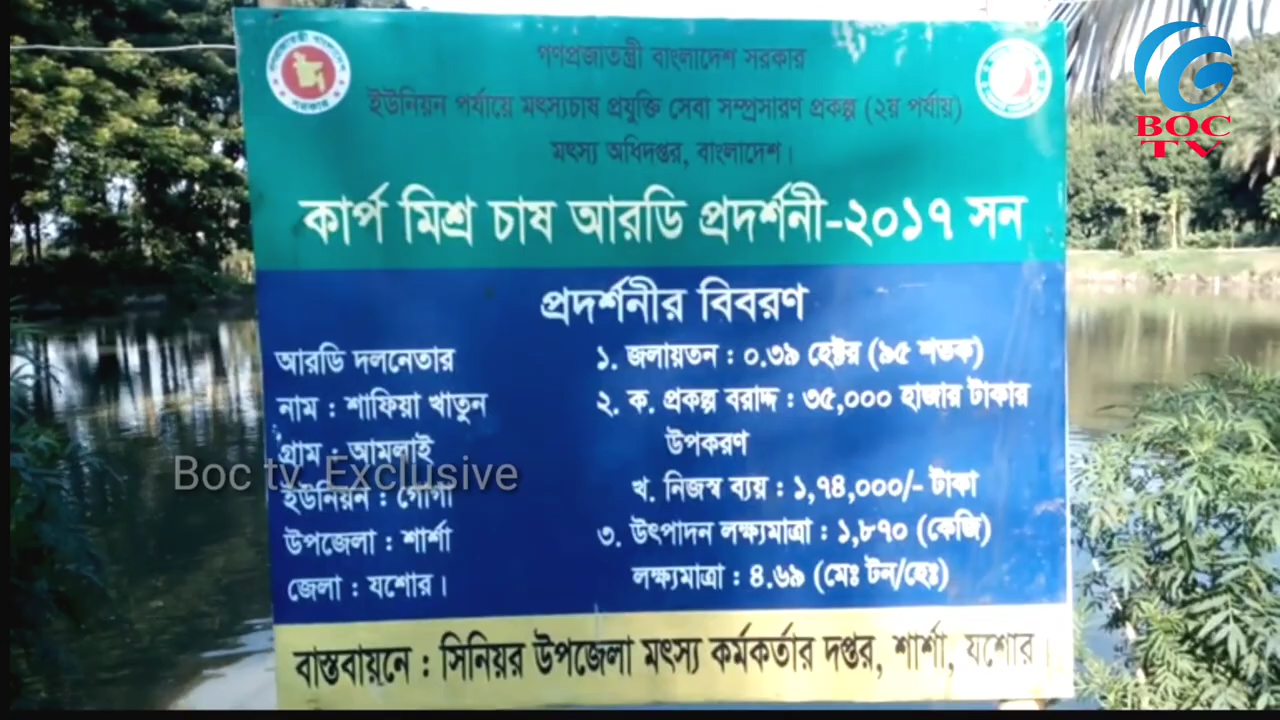 গণপ্রজাতন্ত্রী বাংলাদেশ সরকার
ইউনিয়ন পর্যায়ে মৎস্যচাষ প্রযুক্তি সেবা সম্প্রসারণ প্রকল্প (২য় পর্যায়)
মৎস্য অধিদপ্তর, বাংলাদেশ।
কার্প মিশ্র চাষ আরডি প্রদর্শনী-২০১৭ সন
প্রদর্শনীর বিবরণ
আরডি দলনেতার
নাম : শাফিয়া খাতুন
গ্রাম : আমলাই
ইউনিয়ন : গোগা
উপজেলা : শার্শা
জেলা : যশোর।
১. জলায়তন : ০.৩৯ হেক্টর (৯৫ শতক)
২. ক. প্রকল্প বরাদ্দ : ৩৫,০০০ হাজার টাকার
উপকরণ
খ. নিজস্ব ব্যয় : ১,৭৪,০০০/- টাকা
৩. উৎপাদন লক্ষ্যমাত্রা : ১,৮৭০ (কেজি)
লক্ষ্যমাত্রা : ৪.৬৯ (মেঃ টন/হেঃ)
বাস্তবায়নে : সিনিয়র উপজেলা মৎস্য কর্মকর্তার দপ্তর, শার্শা, যশোর।
Boc tv. Exclusive
BOC
TV